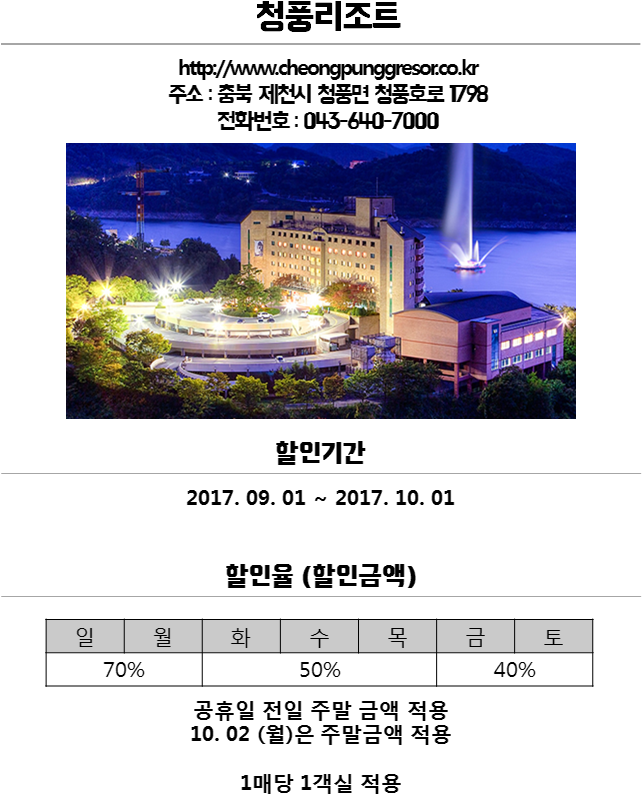 청풍리조트
http://www.cheongpunggresor.co.kr
주소 : 충북 제천시 청풍면 청풍호로 1798
전화번호 : 043-640-7000
할인기간
2017. 09. 01 ~ 2017. 10. 01
할인율 (할인금액)
일 월 화 수 목 금 토
70% 50% 40%
공휴일 전일 주말 금액 적용
10. 02 (월)은 주말금액 적용
1매당 1객실 적용